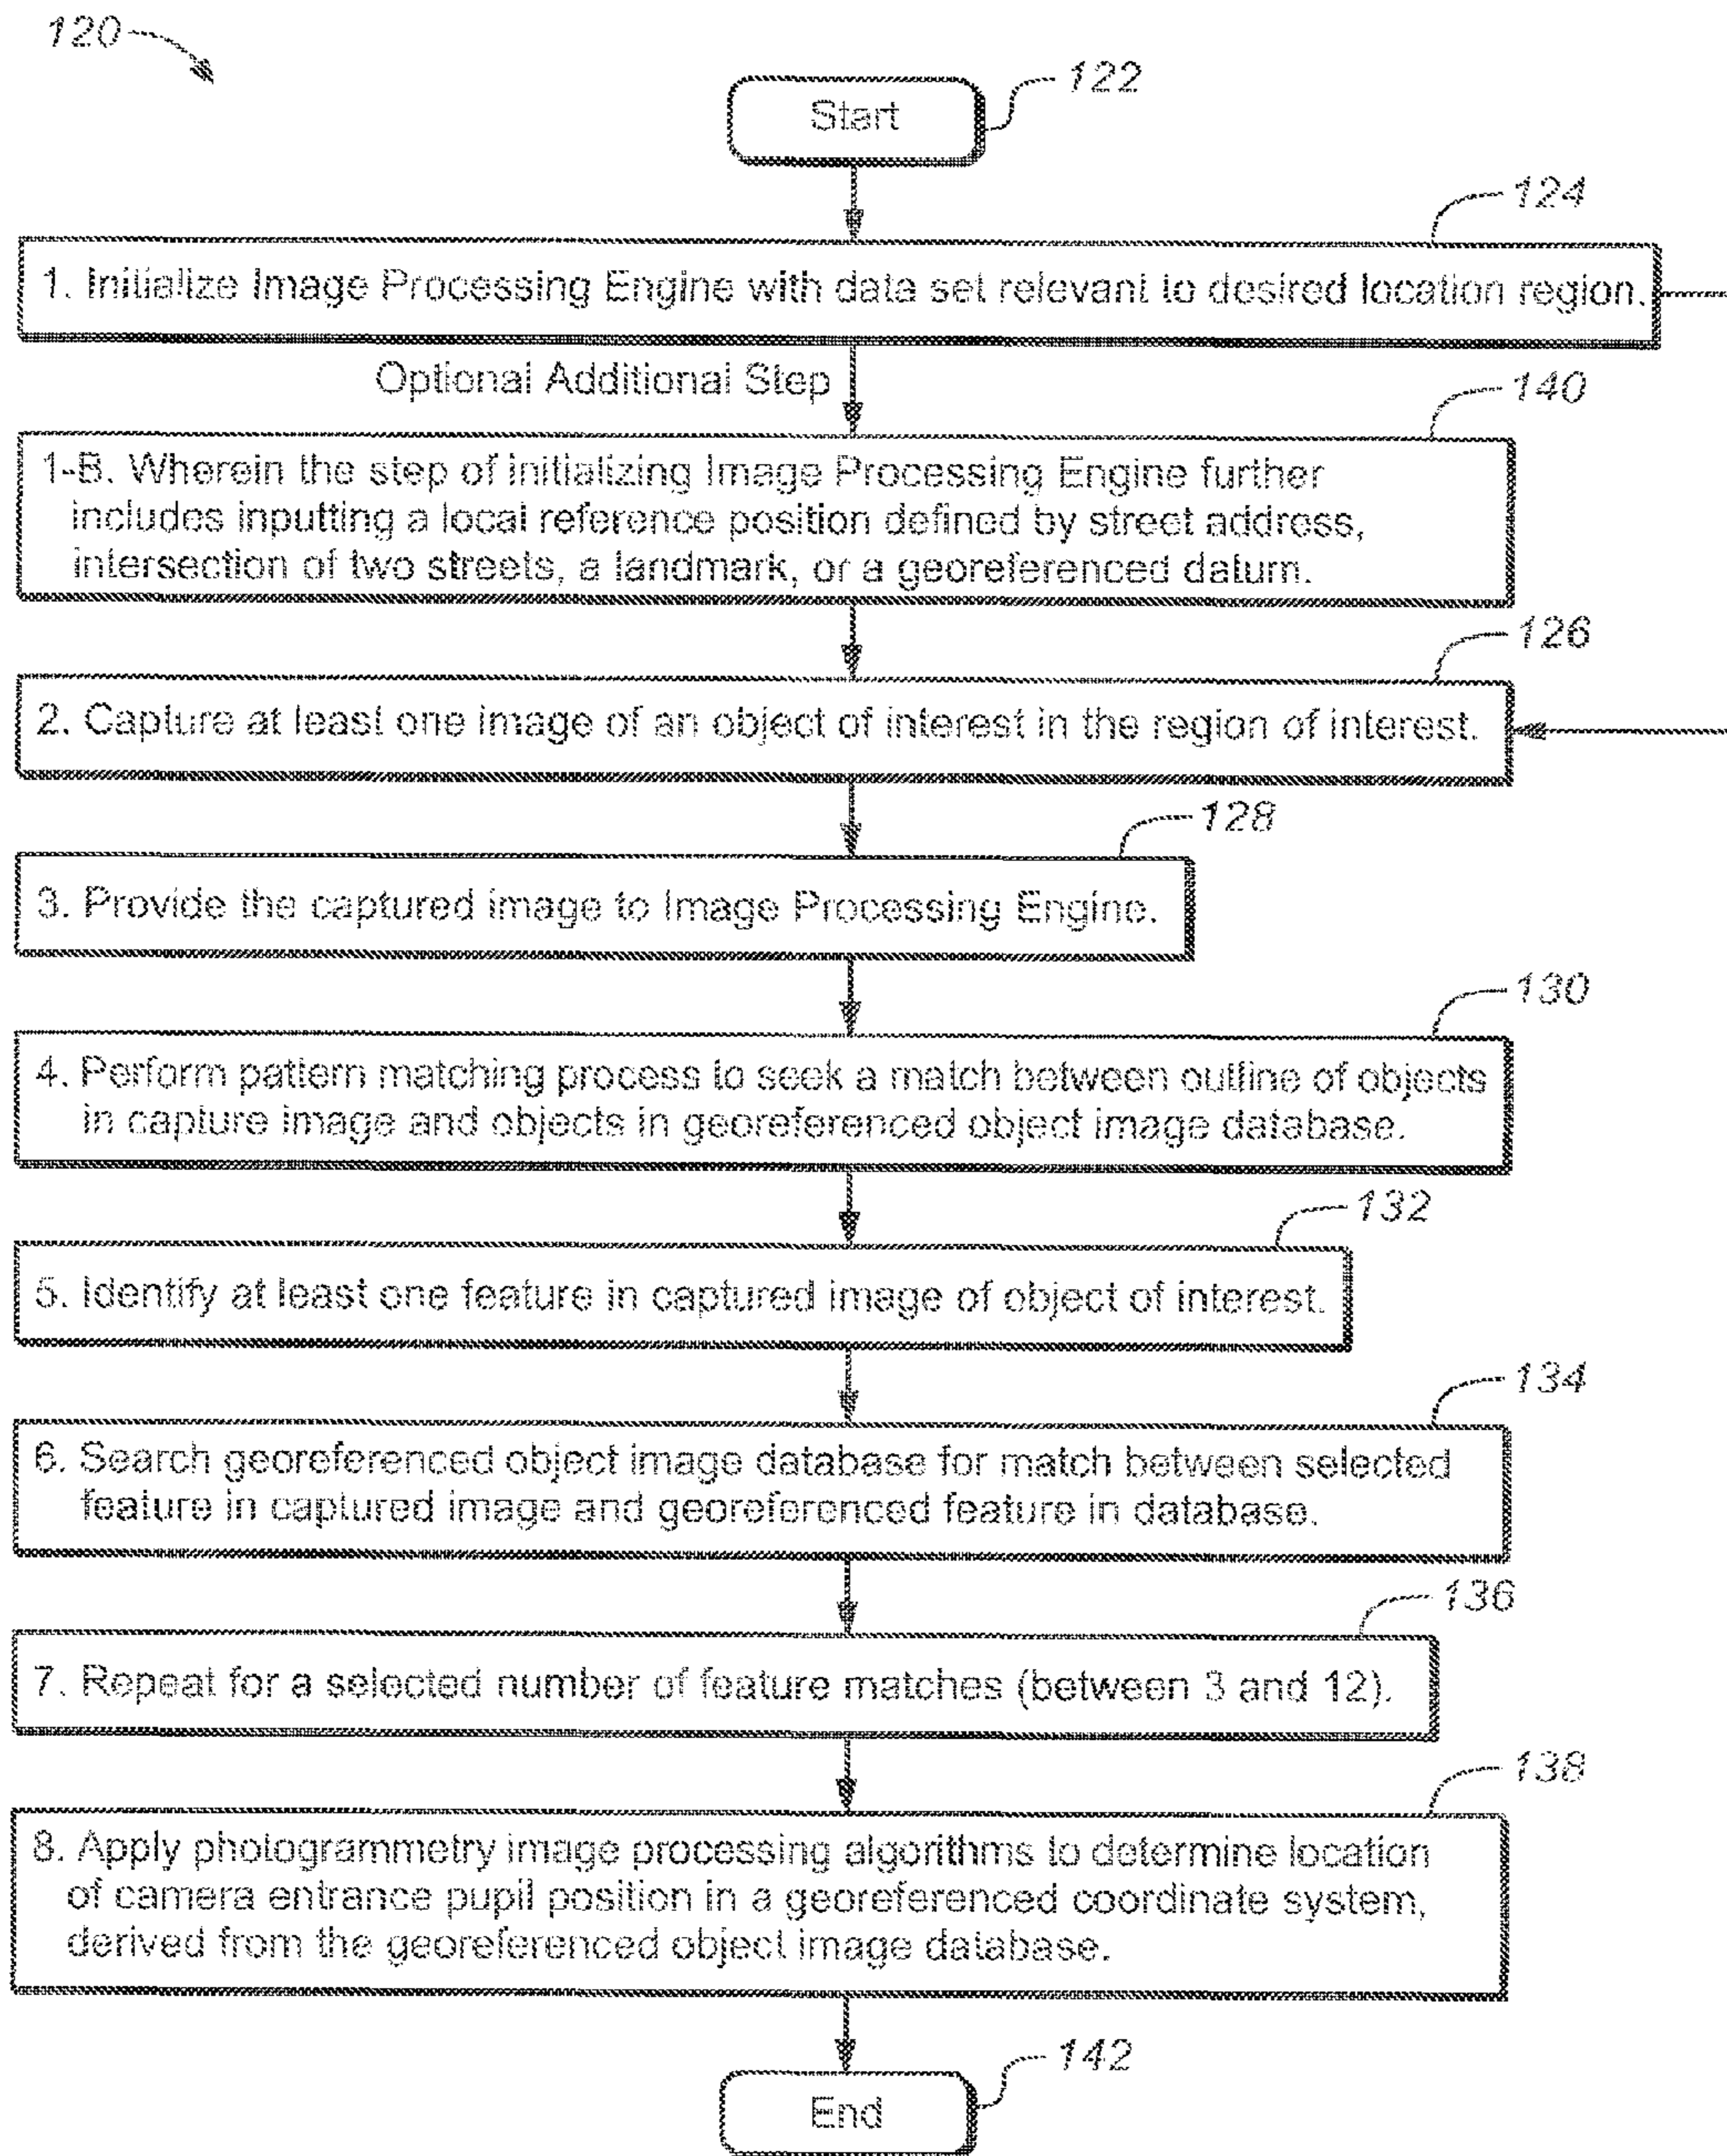 120
Start
122
124
1. Initialize Image Processing Engine with data set relevant to desired location region.
Optional Additional Step
140
1-B. Wherein the step of initializing Image Processing Engine further
includes inputting a local reference position defined by street address,
intersection of two streets, a landmark, or a georeferenced datum.
126
2. Capture at least one image of an object of interest in the region of interest.
128
3. Provide the captured image to Image Processing Engine.
130
4. Perform pattern matching process to seek a match between outline of objects
in capture image and objects in georeferenced object image database.
132
5. Identify at least one feature in captured image of object of interest.
134
6. Search georeferenced object image database for match between selected
feature in captured image and georeferenced feature in database.
136
7. Repeat for a selected number of feature matches (between 3 and 12).
138
8. Apply photogrammetry image processing algorithms to determine location
of camera entrance pupil position in a georeferenced coordinate system,
derived from the georeferenced object image database.
End
142